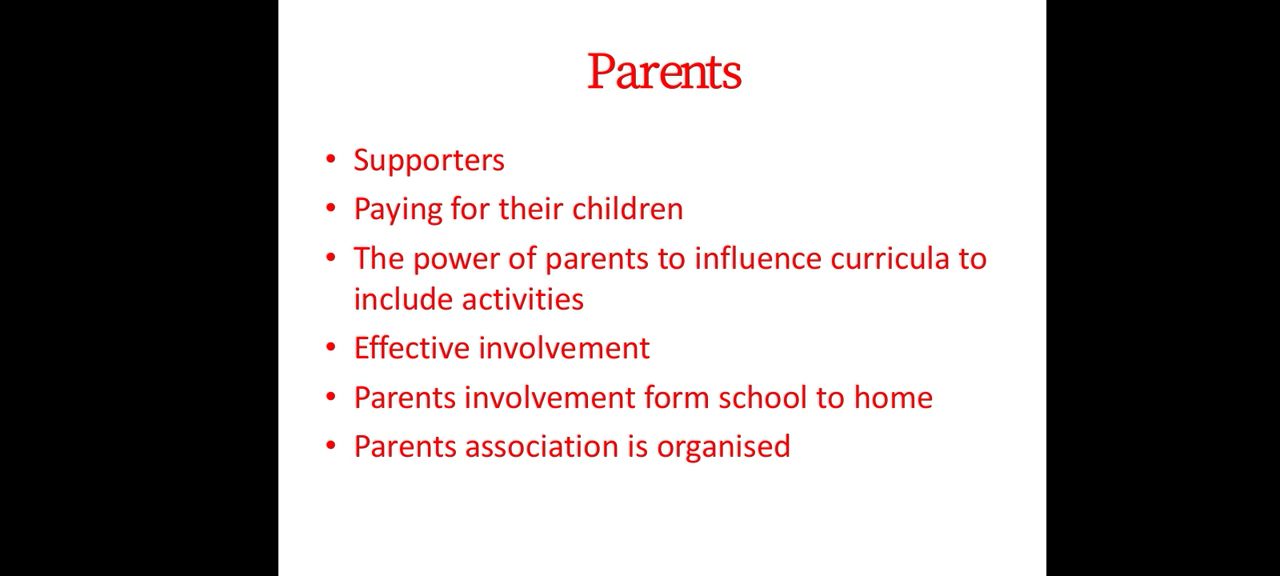 Parents
• Supporters
• Paying for their children
• The power of parents to influence curricula to
include activities
• Effective involvement
• Parents involvement form school to home
• Parents association is organised